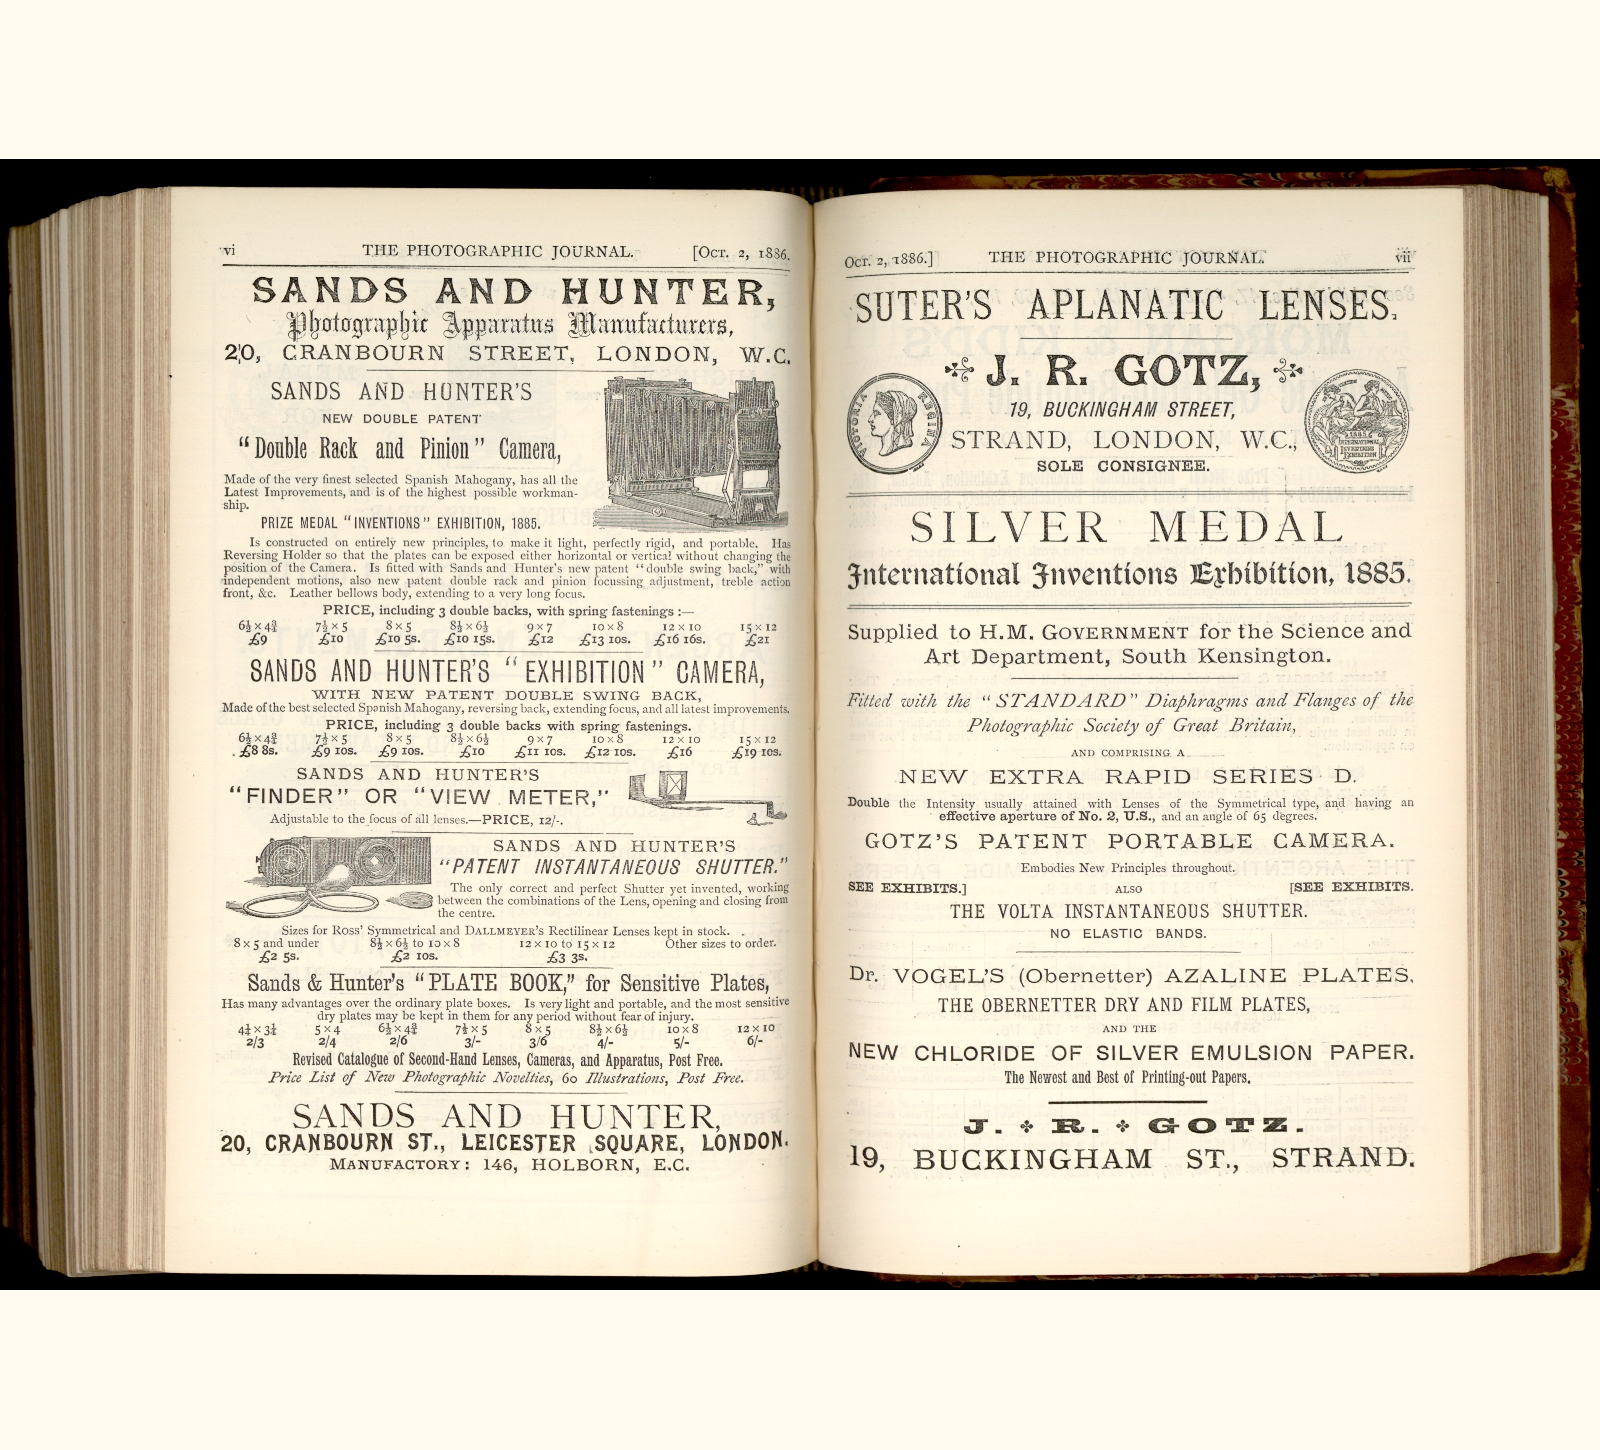 vi THE PHOTOGRAPHIC JOURNAL. [Oct. 2, 1886.
SANDS AND HUNTER,
Photographic Apparatus Manufacturers,
20, CRANBOURN STREET, LONDON, W.C.
SANDS AND HUNTER'S
NEW DOUBLE PATENT
"Double Rack and Pinion" Camera,
Made of the very finest selected Spanish Mahogany, has all the
Latest Improvements, and is of the highest possible workman-
ship.
PRIZE MEDAL "INVENTIONS" EXHIBITION, 1885.
Is constructed on entirely new principles, to make it light, perfectly rigid, and portable. Has
Reversing Holder so that the plates can be exposed either horizontal or vertical without changing the
position of the Camera. Is fitted with Sands and Hunter's new patent "double swing back," with
independent motions, also new patent double rack and pinion focussing adjustment, treble action
front, &c. Leather bellows body, extending to a very long focus.
PRICE, including 3 double backs, with spring fastenings :—
6½ × 4¾ 7½ × 5 8 × 5 8½ × 6½ 9 × 7 10 × 8 12 × 10 15 × 12
£9 £10 £10 5s. £10 15s. £12 £13 10s. £16 16s. £21
SANDS AND HUNTER'S "EXHIBITION" CAMERA,
WITH NEW PATENT DOUBLE SWING BACK,
Made of the best selected Spanish Mahogany, reversing back, extending focus, and all latest improvements.
PRICE, including 3 double backs with spring fastenings.
6½ × 4¾ 7½ × 5 8 × 5 8½ × 6½ 9 × 7 10 × 8 12 × 10 15 × 12
£8 8s. £9 10s. £9 10s. £10 £11 10s. £12 10s. £16 £19 10s.
SANDS AND HUNTER'S
"FINDER" OR "VIEW METER,"
Adjustable to the focus of all lenses.—PRICE, 12/-.
SANDS AND HUNTER'S
"PATENT INSTANTANEOUS SHUTTER."
The only correct and perfect Shutter yet invented, working
between the combinations of the Lens, opening and closing from
the centre.
Sizes for Ross' Symmetrical and DALLMEYER'S Rectilinear Lenses kept in stock.
8 × 5 and under 8½ × 6½ to 10 × 8 12 × 10 to 15 × 12 Other sizes to order.
£2 5s. £2 10s. £3 3s.
Sands & Hunter's "PLATE BOOK," for Sensitive Plates,
Has many advantages over the ordinary plate boxes. Is very light and portable, and the most sensitive
dry plates may be kept in them for any period without fear of injury.
4¼ × 3¼ 5 × 4 6½ × 4¾ 7½ × 5 8 × 5 8½ × 6½ 10 × 8 12 × 10
2/3 2/4 2/6 3/- 3/6 4/- 5/- 6/-
Revised Catalogue of Second-Hand Lenses, Cameras, and Apparatus, Post Free.
Price List of New Photographic Novelties, 60 Illustrations, Post Free.
SANDS AND HUNTER,
20, CRANBOURN ST., LEICESTER SQUARE, LONDON.
MANUFACTORY: 146, HOLBORN, E.C.
Oct. 2, 1886.] THE PHOTOGRAPHIC JOURNAL. vii
SUTER'S APLANATIC LENSES.
J. R. GOTZ,
VICTORIA REGINA
19, BUCKINGHAM STREET,
STRAND, LONDON, W.C.,
1885
INTERNATIONAL
INVENTIONS
EXHIBITION
SOLE CONSIGNEE.
SILVER MEDAL
International Inventions Exhibition, 1885.
Supplied to H.M. GOVERNMENT for the Science and
Art Department, South Kensington.
Fitted with the "STANDARD" Diaphragms and Flanges of the
Photographic Society of Great Britain,
AND COMPRISING A
NEW EXTRA RAPID SERIES D.
Double the Intensity usually attained with Lenses of the Symmetrical type, and having an
effective aperture of No. 2, U.S., and an angle of 65 degrees.
GOTZ'S PATENT PORTABLE CAMERA.
Embodies New Principles throughout.
SEE EXHIBITS.] ALSO [SEE EXHIBITS.
THE VOLTA INSTANTANEOUS SHUTTER.
NO ELASTIC BANDS.
Dr. VOGEL'S (Obernetter) AZALINE PLATES.
THE OBERNETTER DRY AND FILM PLATES,
AND THE
NEW CHLORIDE OF SILVER EMULSION PAPER.
The Newest and Best of Printing-out Papers.
J. R. GOTZ.
19, BUCKINGHAM ST., STRAND.